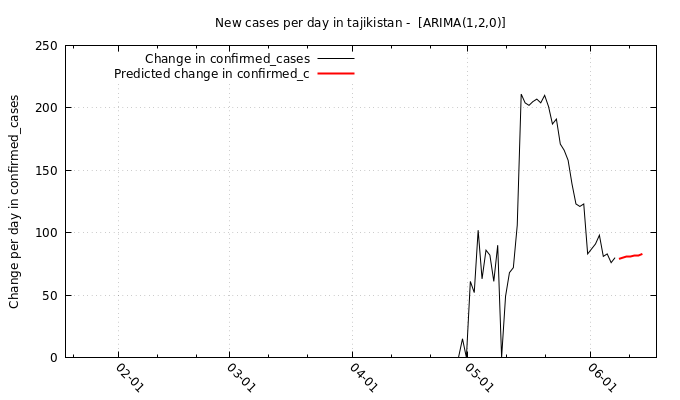 New cases per day in tajikistan -  [ARIMA(1,2,0)]
Change in confirmed_cases
Predicted change in confirmed_c
Change per day in confirmed_cases
250
200
150
100
50
0
02-01
03-01
04-01
05-01
06-01